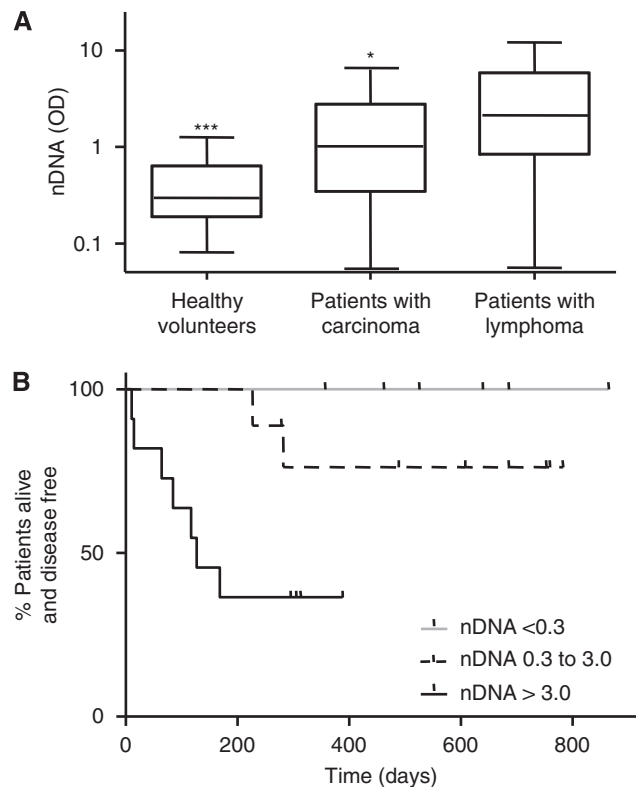 A
10
1
0.1
nDNA (OD)
***
*
Healthy
volunteers
Patients with
carcinoma
Patients with
lymphoma
B
100
50
0
% Patients alive
and disease free
nDNA <0.3
nDNA 0.3 to 3.0
nDNA > 3.0
0
200
400
600
800
Time (days)